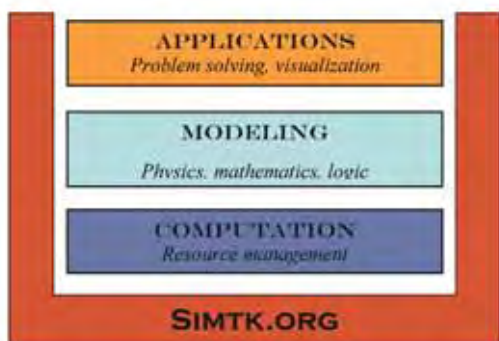 APPLICATIONS
Problem solving, visualization
MODELING
Physics, mathematics, logic
COMPUTATION
Resource management
SIMTK.ORG